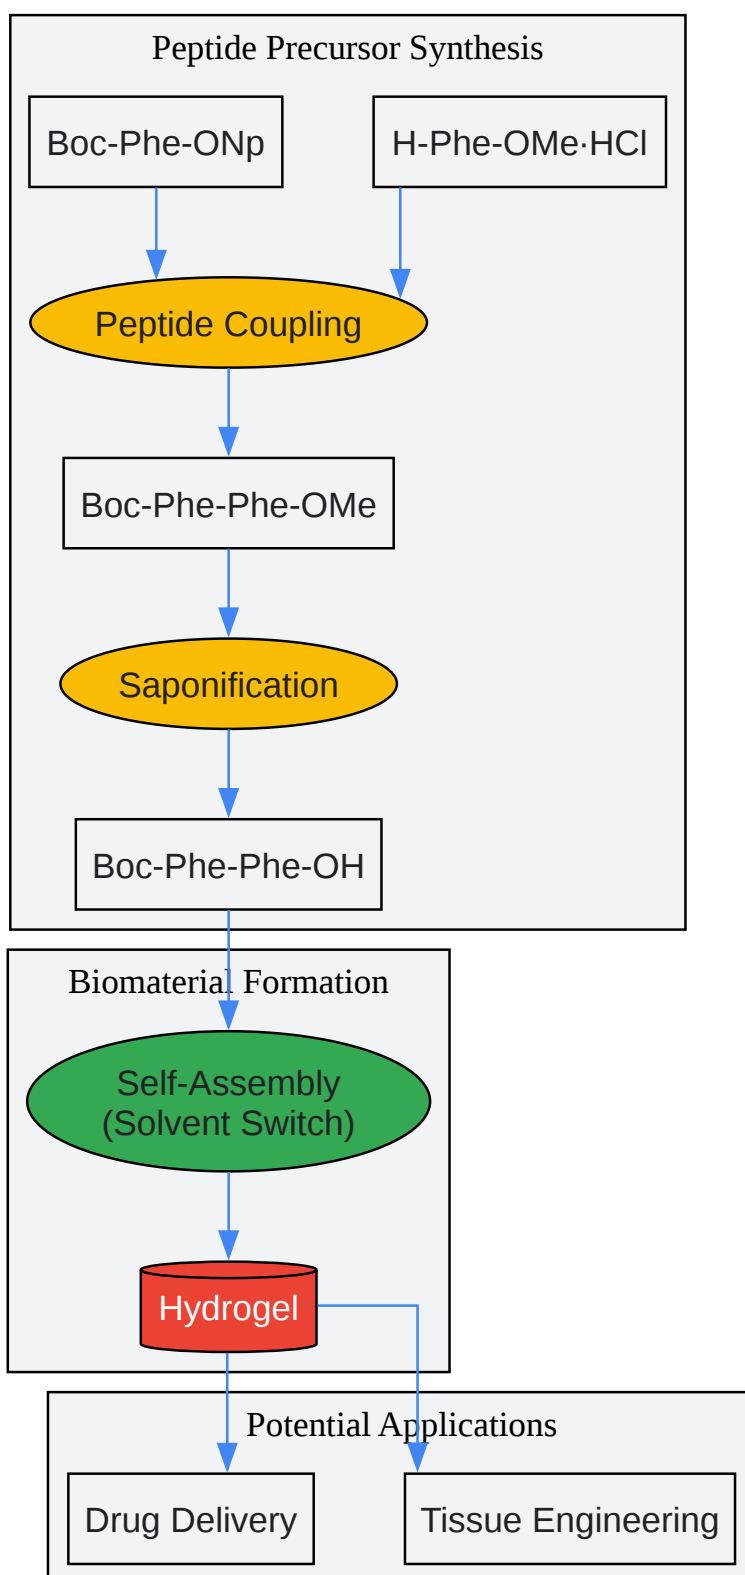 Peptide Precursor Synthesis
Boc-Phe-ONp
H-Phe-OMe·HCl
Peptide Coupling
Boc-Phe-Phe-OMe
Saponification
Boc-Phe-Phe-OH
Biomaterial Formation
Self-Assembly
(Solvent Switch)
Hydrogel
Potential Applications
Drug Delivery
Tissue Engineering